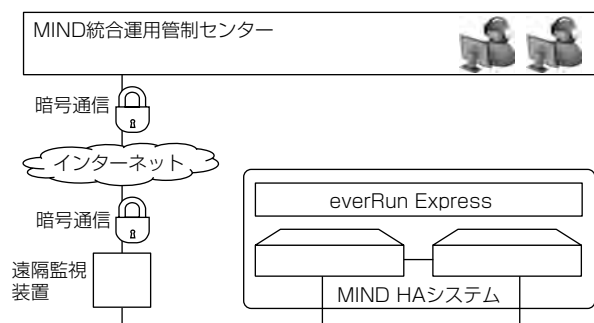 MIND統合運用管制センター
暗号通信
インターネット
暗号通信
遠隔監視
装置
everRun Express
MIND HAシステム